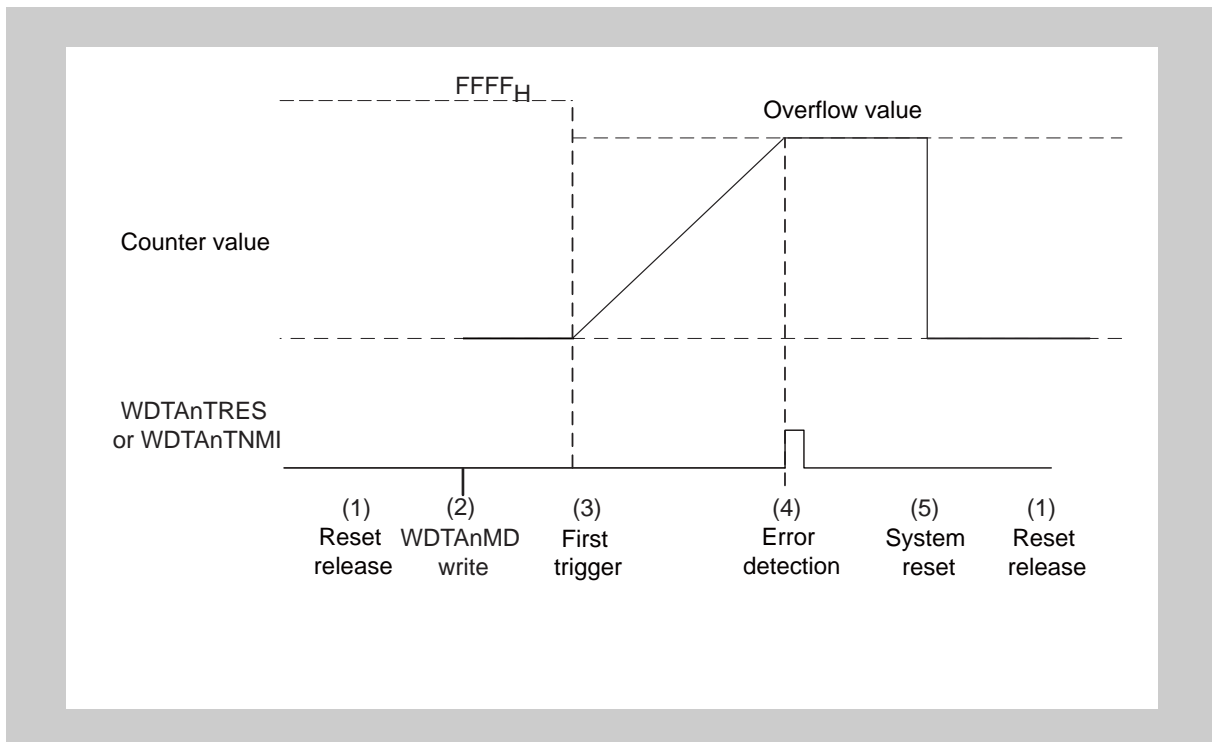 FFFFH
Overflow value
Counter value
WDTAnTRES
or WDTAnTNMI
(1)
Reset
release
(2)
WDTAnMD
write
(3)
First
trigger
(4)
Error
detection
(5)
System
reset
(1)
Reset
release